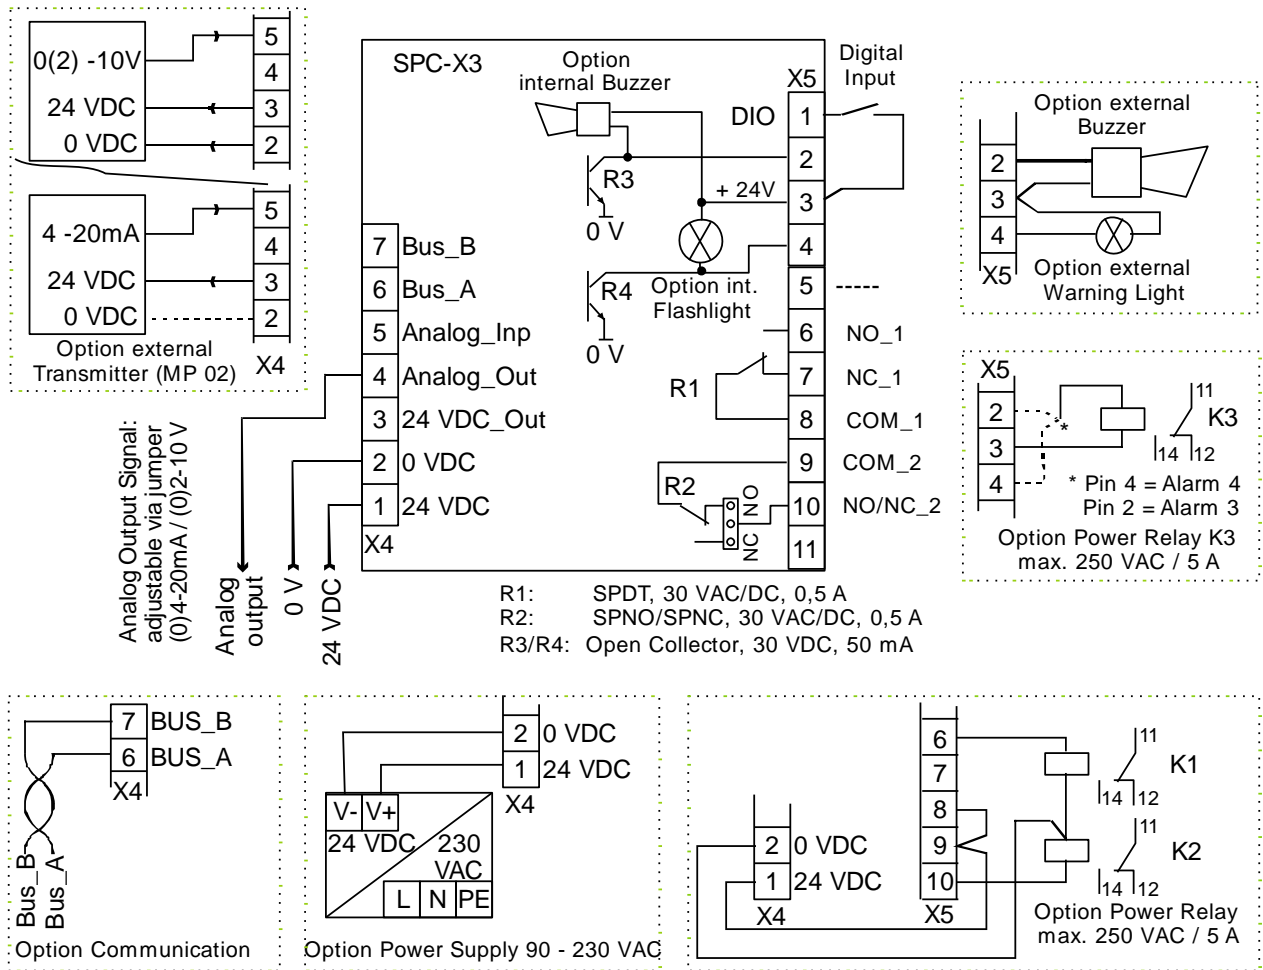 0(2) -10V
24 VDC
0 VDC
5
4
3
2
4 -20mA
24 VDC
0 VDC
5
4
3
2
Option external
Transmitter (MP 02)
X4
SPC-X3
Option
internal Buzzer
DIO
X5
Digital
Input
1
2
3
4
5
6
7
8
9
10
11
R3
0 V
+ 24V
R4
0 V
Option int.
Flashlight
-----
NO_1
NC_1
COM_1
COM_2
NO/NC_2
R1
R2
NO
NC
7 Bus_B
6 Bus_A
5 Analog_Inp
4 Analog_Out
3 24 VDC_Out
2 0 VDC
1 24 VDC
X4
Analog Output Signal:
adjustable via jumper
(0)4-20mA / (0)2-10 V
Analog
output
0 V
24 VDC
R1: SPDT, 30 VAC/DC, 0,5 A
R2: SPNO/SPNC, 30 VAC/DC, 0,5 A
R3/R4: Open Collector, 30 VDC, 50 mA
Option external
Buzzer
2
3
4
X5
Option external
Warning Light
X5
2
3
4
*
11
K3
14 12
* Pin 4 = Alarm 4
Pin 2 = Alarm 3
Option Power Relay K3
max. 250 VAC / 5 A
7 BUS_B
6 BUS_A
X4
Bus_B
Bus_A
Option Communication
2 0 VDC
1 24 VDC
X4
V- V+
24 VDC
230
VAC
L N PE
Option Power Supply 90 - 230 VAC
2 0 VDC
1 24 VDC
X4
6
7
8
9
10
X5
11
K1
14 12
11
K2
14 12
Option Power Relay
max. 250 VAC / 5 A